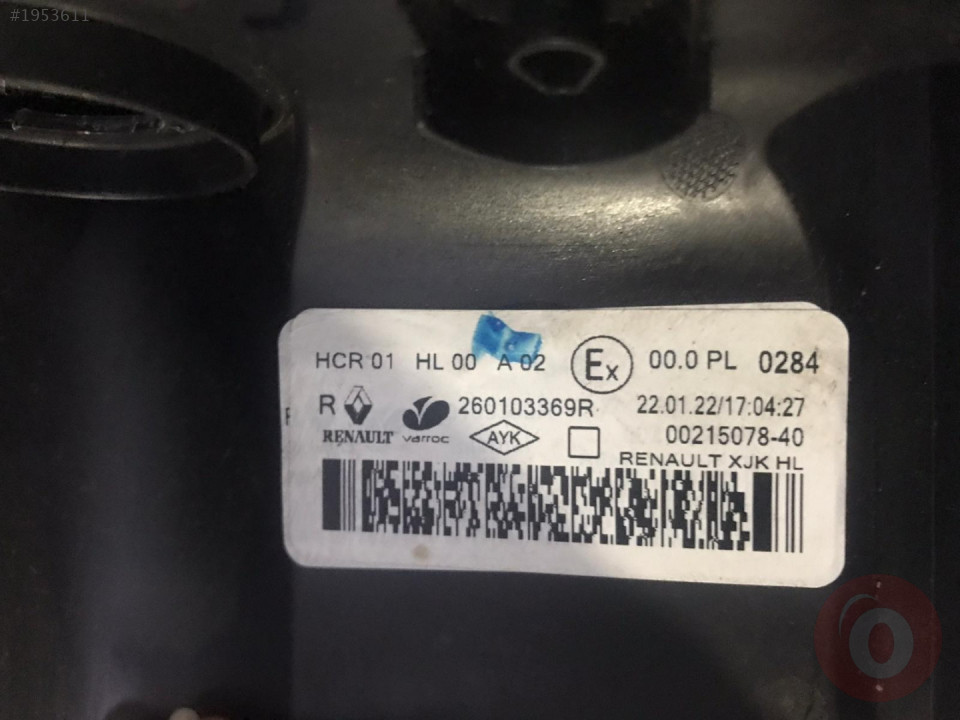 #1953611
HCR 01 HL 00 A 02 Ex 00.0 PL 0284
R 260103369R 22.01.22/17:04:27
RENAULT varroc AYK 00215078-40
RENAULT XJK HL